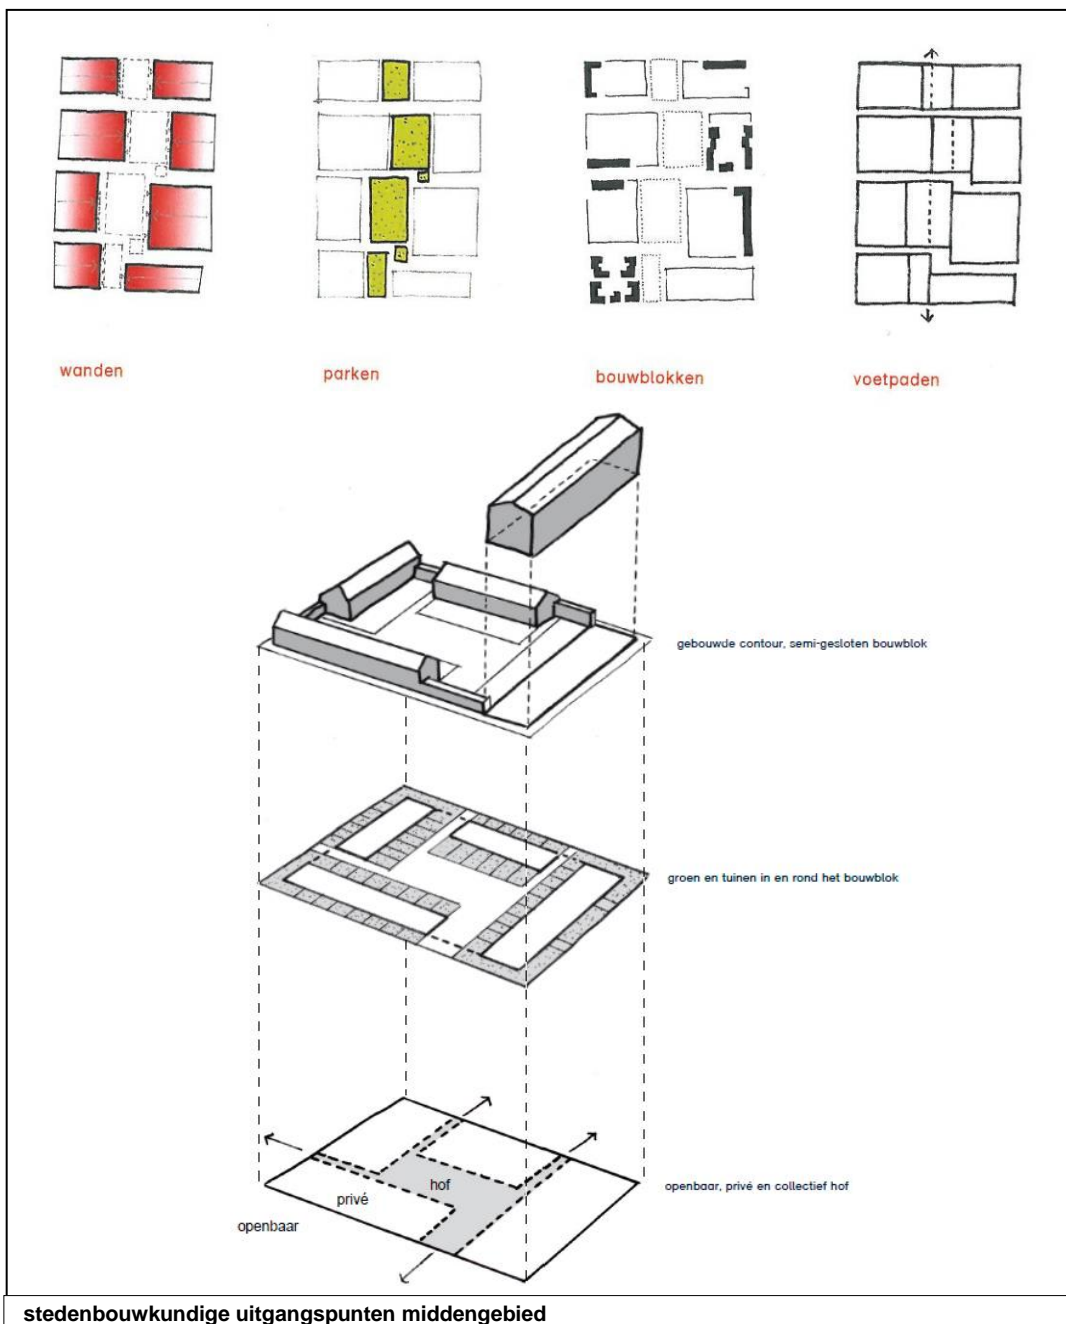 wanden
parken
bouwblokken
voetpaden
gebouwde contour, semi-gesloten bouwblok
groen en tuinen in en rond het bouwblok
hof
privé
openbaar, privé en collectief hof
openbaar
stedenbouwkundige uitgangspunten middengebied